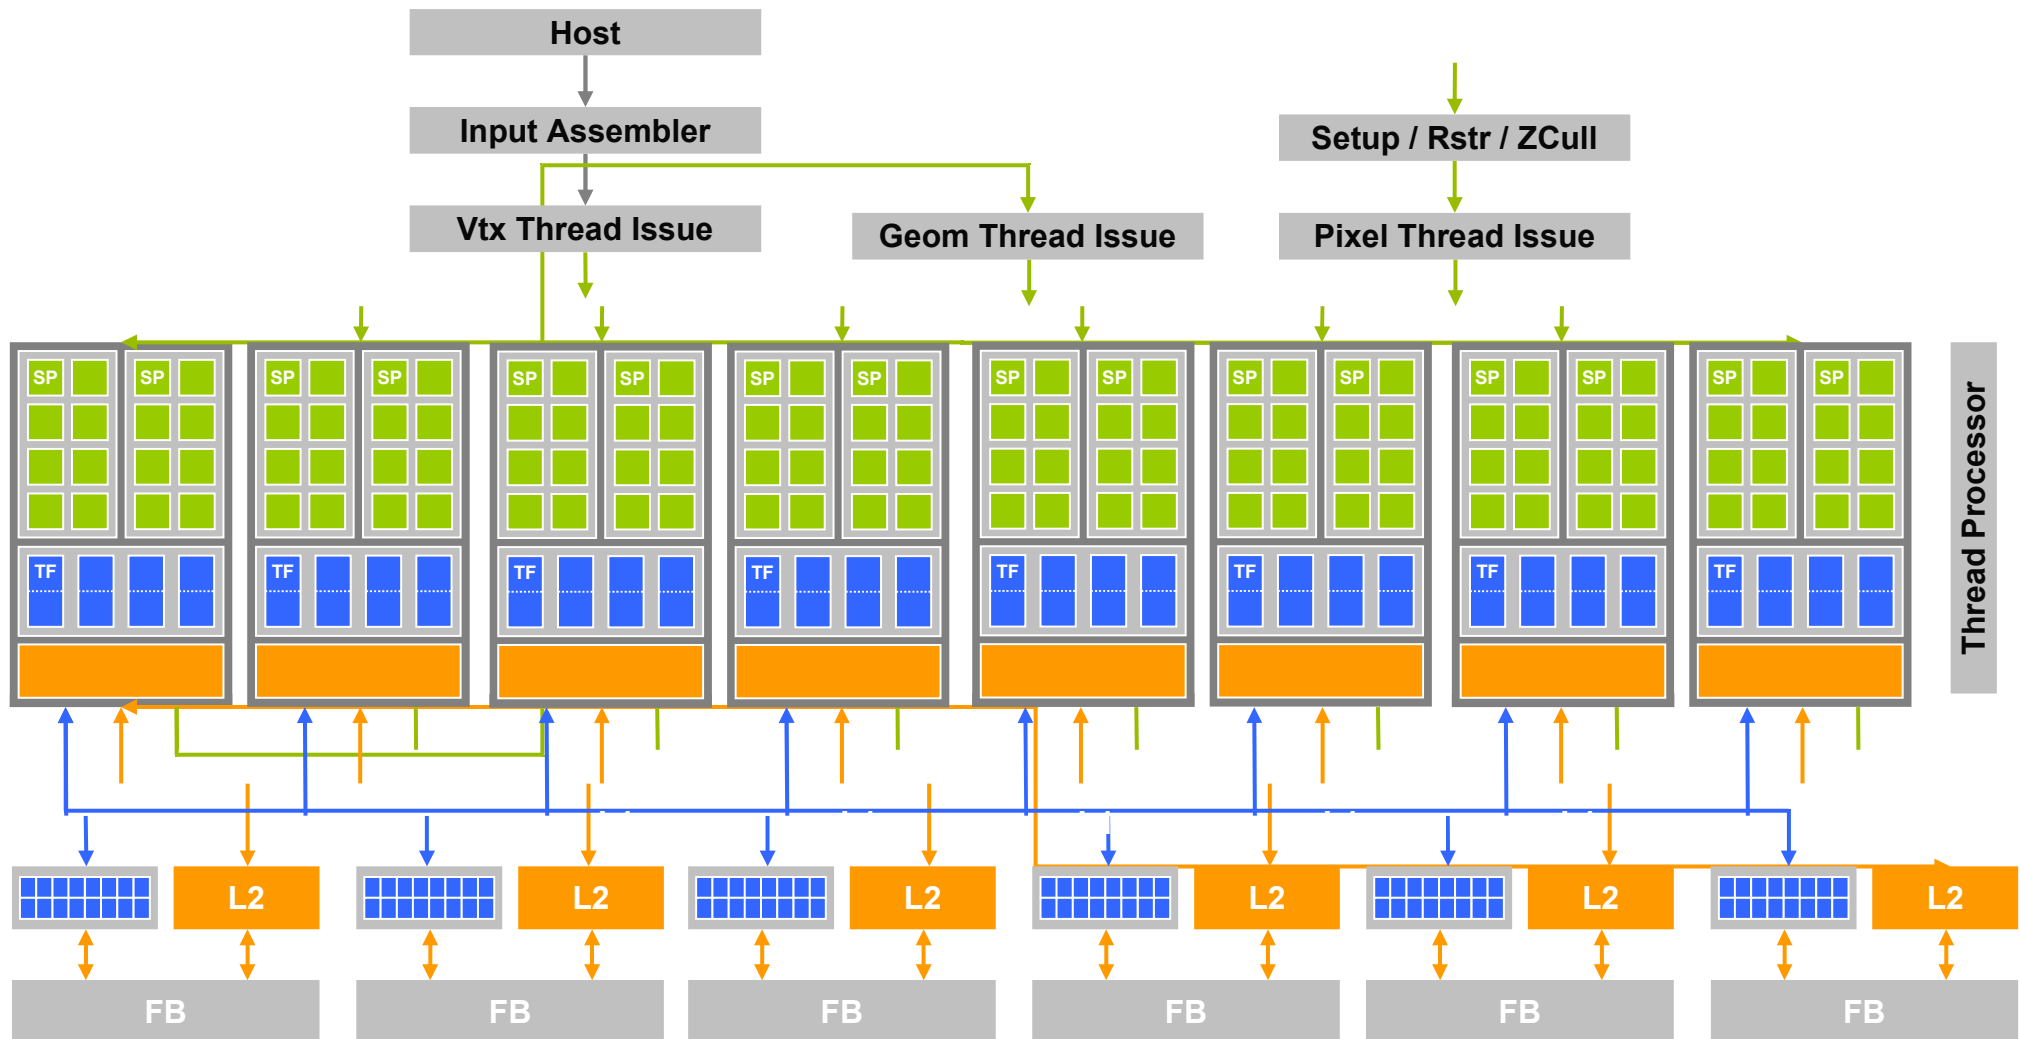 Host
Input Assembler
Setup / Rstr / ZCull
Vtx Thread Issue
Geom Thread Issue
Pixel Thread Issue
SP SP SP SP SP SP SP SP SP SP SP SP SP SP SP SP
TF TF TF TF TF TF TF TF
Thread Processor
L2 L2 L2 L2 L2 L2
FB FB FB FB FB FB